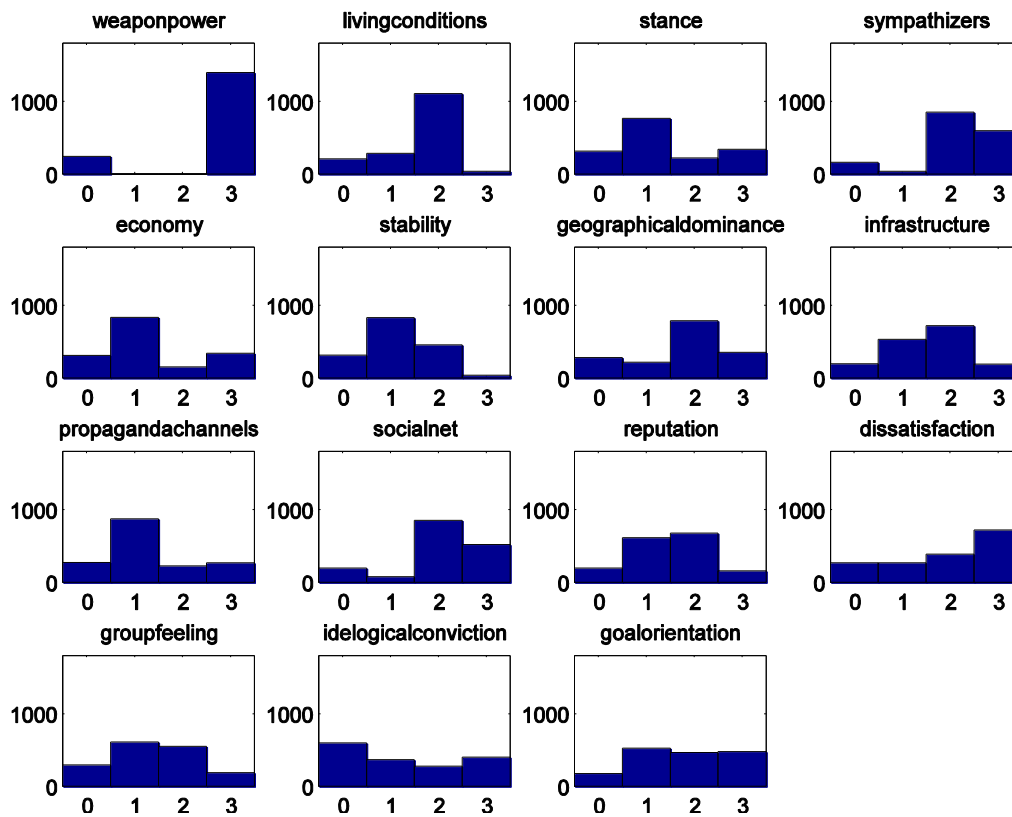 weaponpower livingconditions stance sympathizers
1000 1000 1000 1000
0 0 0 0
0 1 2 3 0 1 2 3 0 1 2 3 0 1 2 3
economy stability geographicaldominance infrastructure
1000 1000 1000 1000
0 0 0 0
0 1 2 3 0 1 2 3 0 1 2 3 0 1 2 3
propagandachannels socialnet reputation dissatisfaction
1000 1000 1000 1000
0 0 0 0
0 1 2 3 0 1 2 3 0 1 2 3 0 1 2 3
groupfeeling idelogicalconviction goalorientation
1000 1000 1000
0 0 0
0 1 2 3 0 1 2 3 0 1 2 3